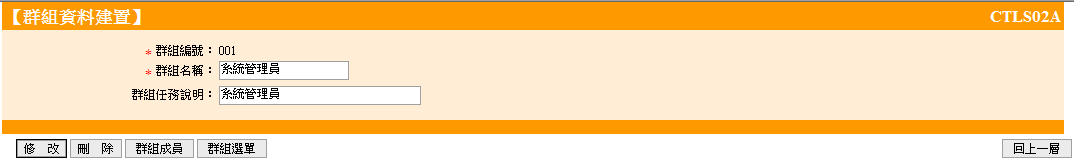 【群組資料建置】 CTLS02A
* 群組編號： 001
* 群組名稱： 系統管理員
群組任務說明： 系統管理員
修 改 刪 除 群組成員 群組選單 回上一層